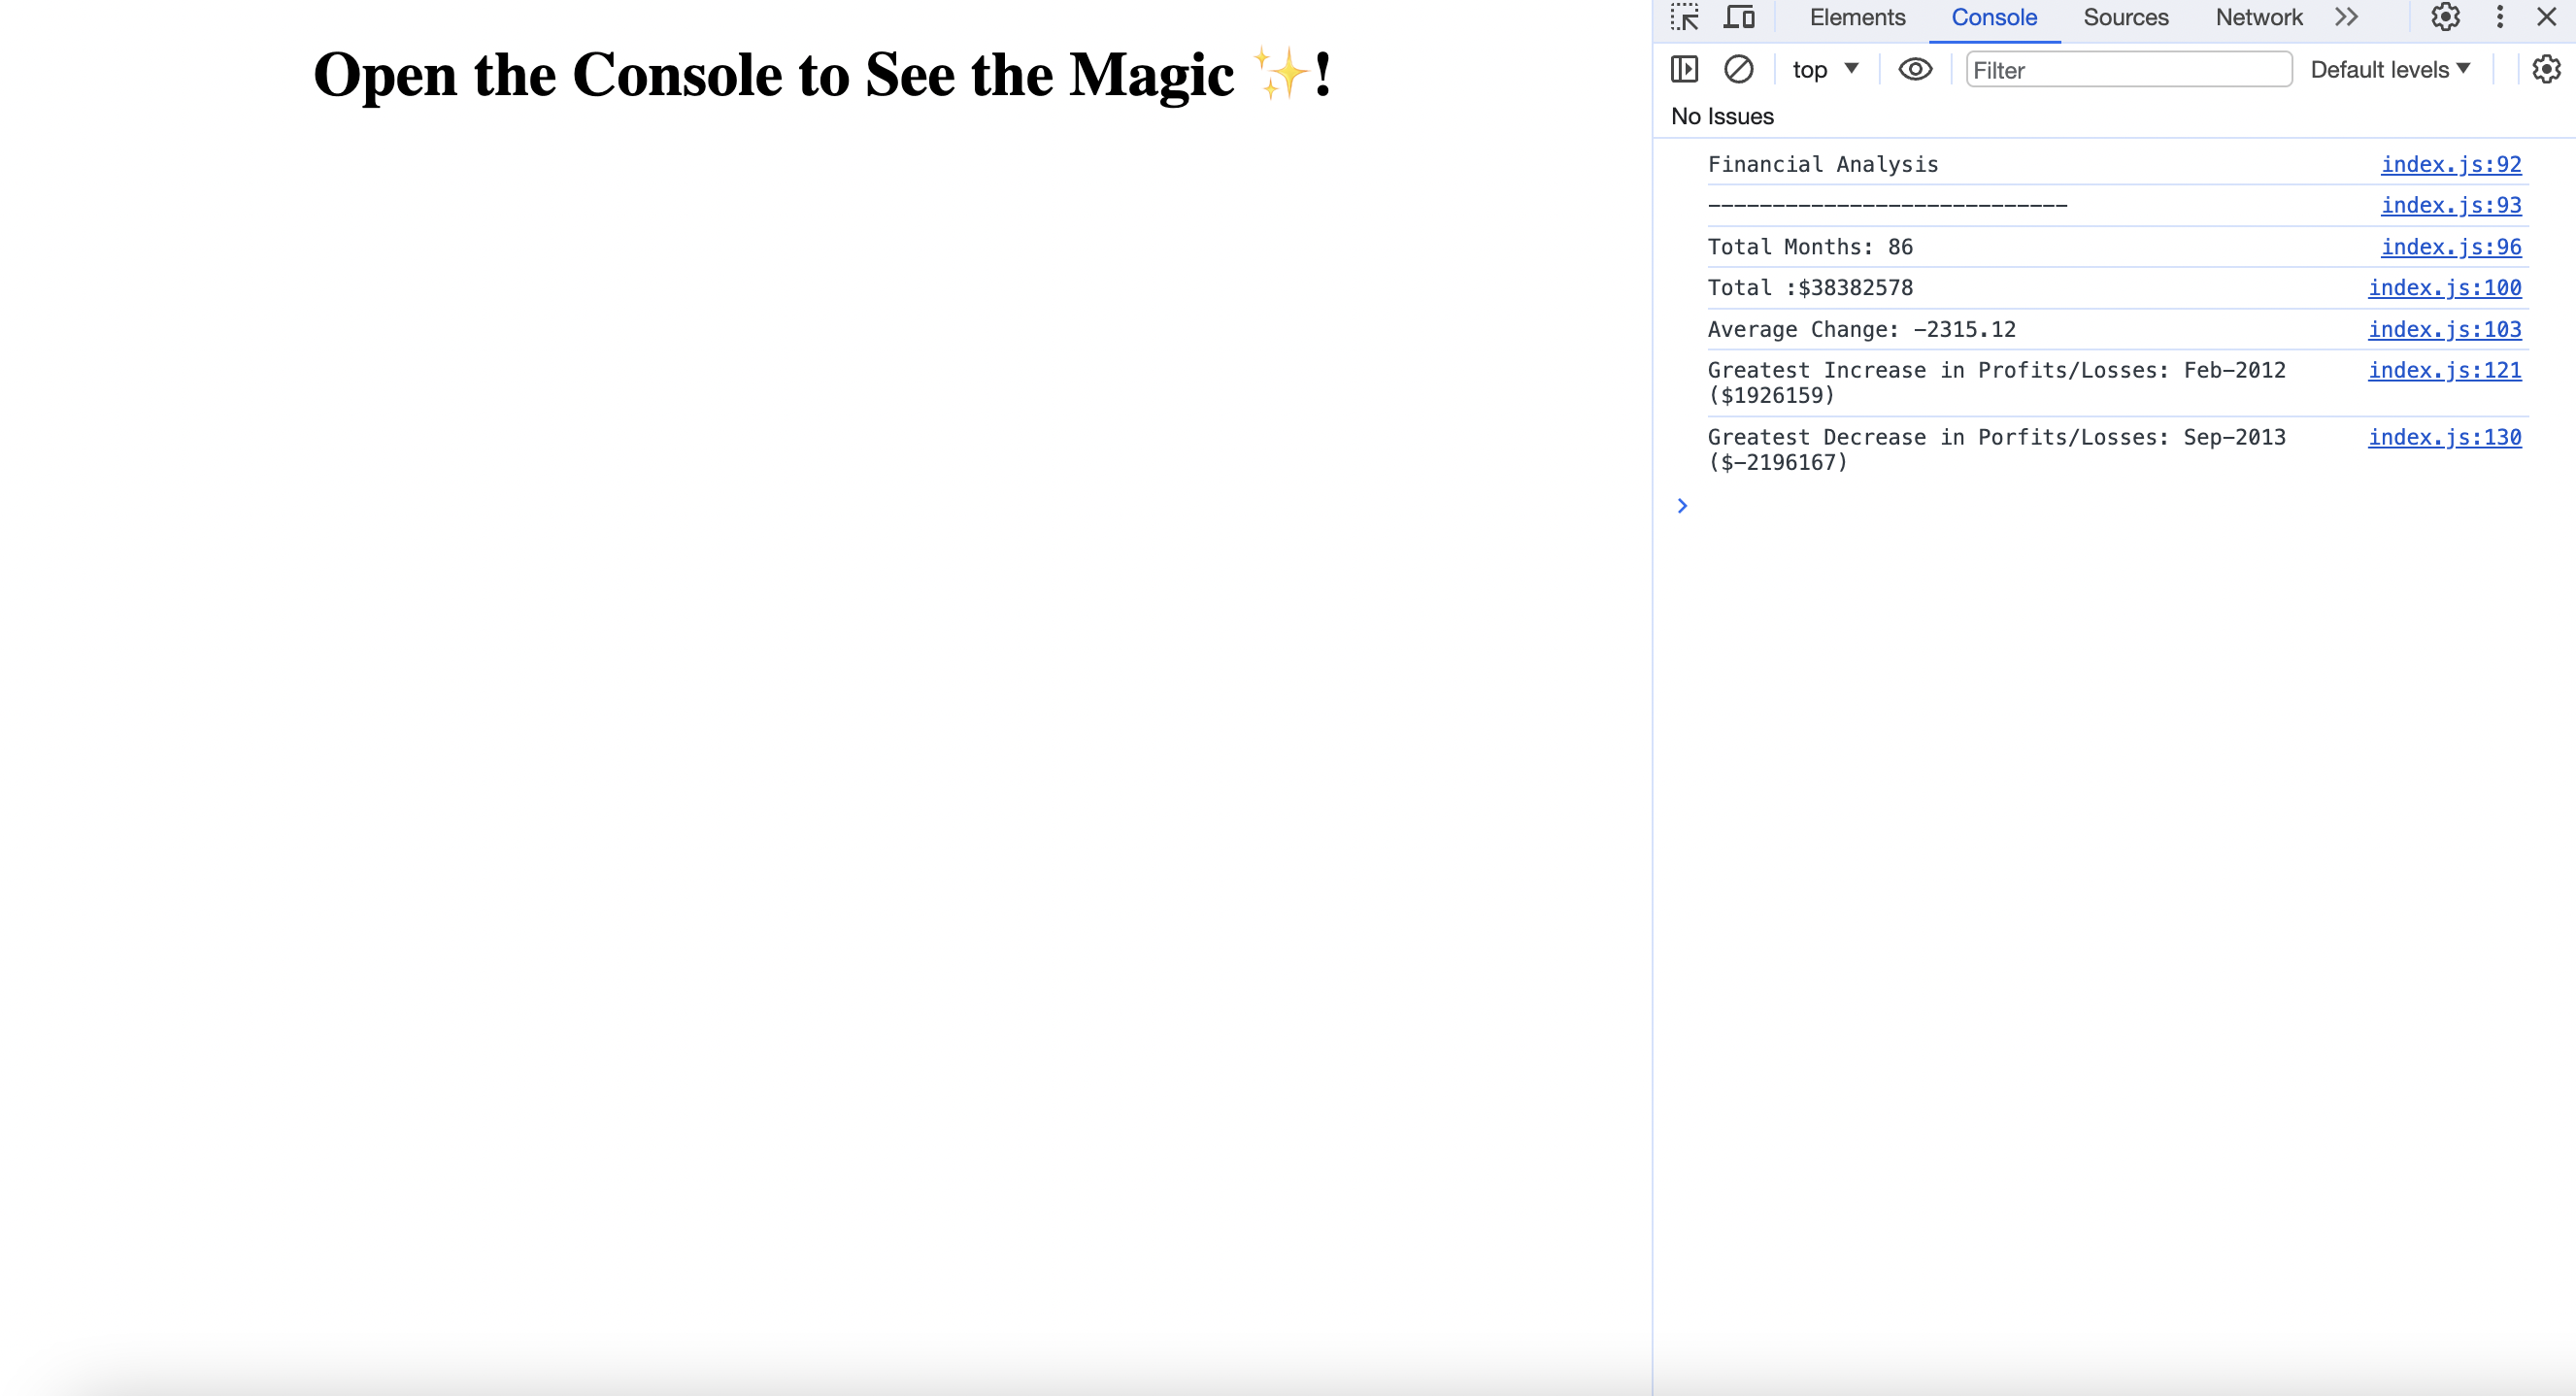 Open the Console to See the Magic ✨!
Elements Console Sources Network
top Filter Default levels
No Issues
Financial Analysis index.js:92
---------------------------- index.js:93
Total Months: 86 index.js:96
Total :$38382578 index.js:100
Average Change: -2315.12 index.js:103
Greatest Increase in Profits/Losses: Feb-2012 index.js:121
($1926159)
Greatest Decrease in Porfits/Losses: Sep-2013 index.js:130
($-2196167)